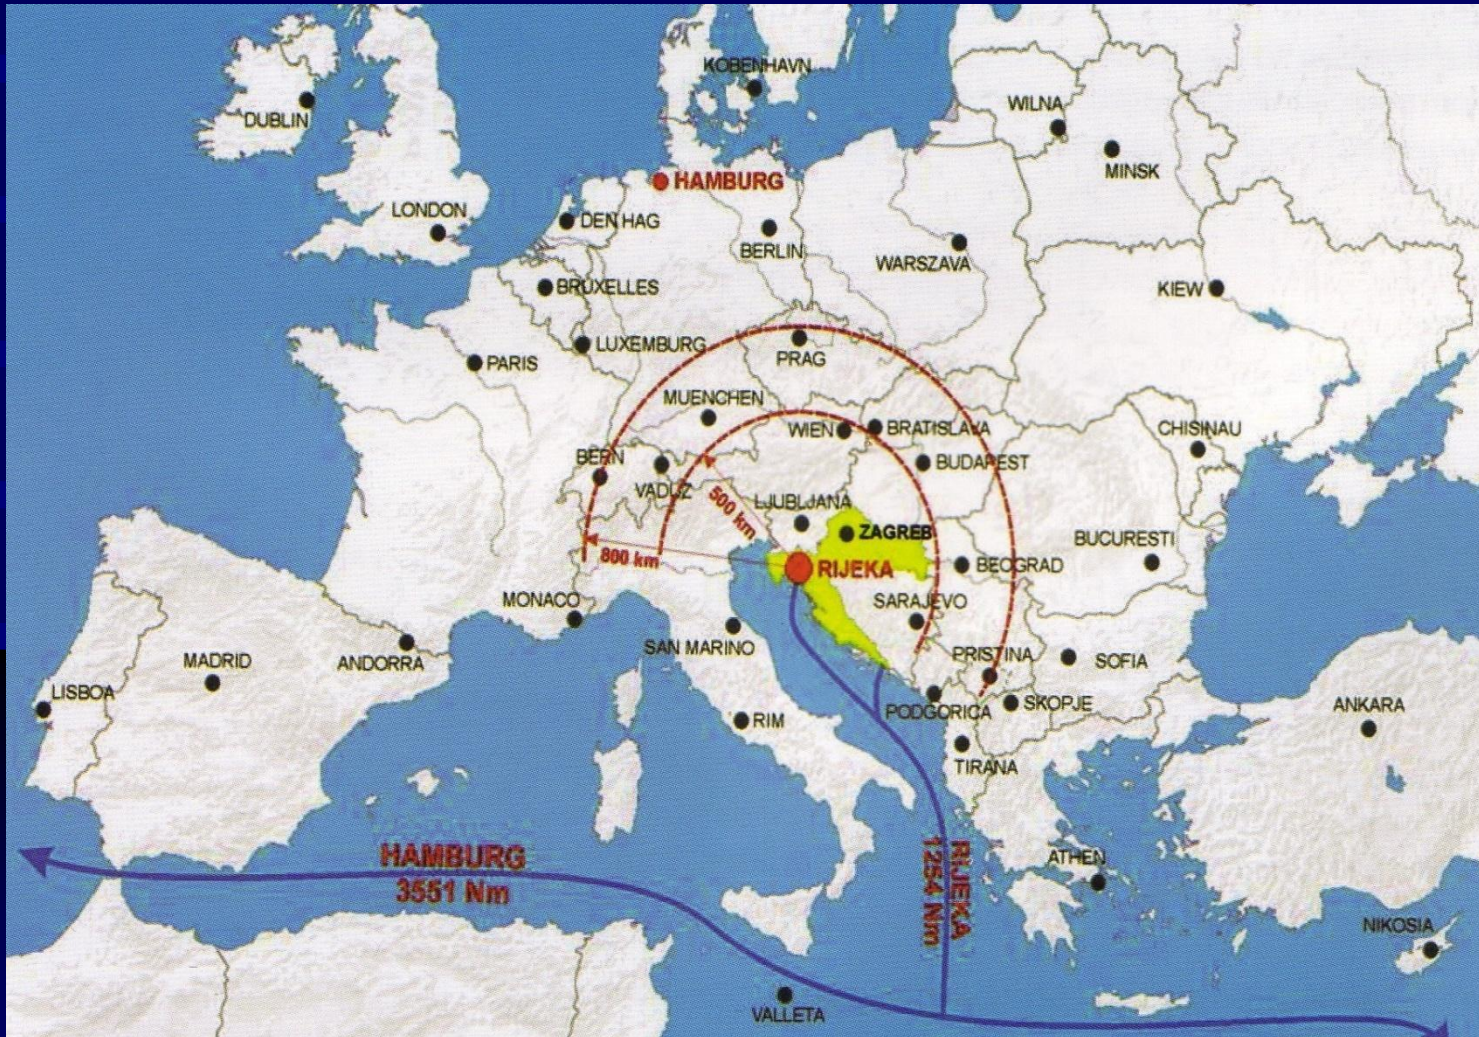 KOBENHAVN
WILNA
DUBLIN
MINSK
HAMBURG
LONDON
DEN HAG
BERLIN
WARSZAVA
BRUXELLES
KIEW
LUXEMBURG
PARIS
PRAG
MUENCHEN
WIEN
BRATISLAVA
CHISINAU
BERN
BUDAPEST
VADUZ
500 km
LJUBLJANA
ZAGREB
BUCURESTI
800 km
RIJEKA
BEOGRAD
MONACO
SARAJEVO
SAN MARINO
PRISTINA
SOFIA
MADRID
ANDORRA
LISBOA
PODGORICA
SKOPJE
ANKARA
RIM
TIRANA
HAMBURG
3551 Nm
RIJEKA
1254 Nm
ATHEN
NIKOSIA
VALLETA